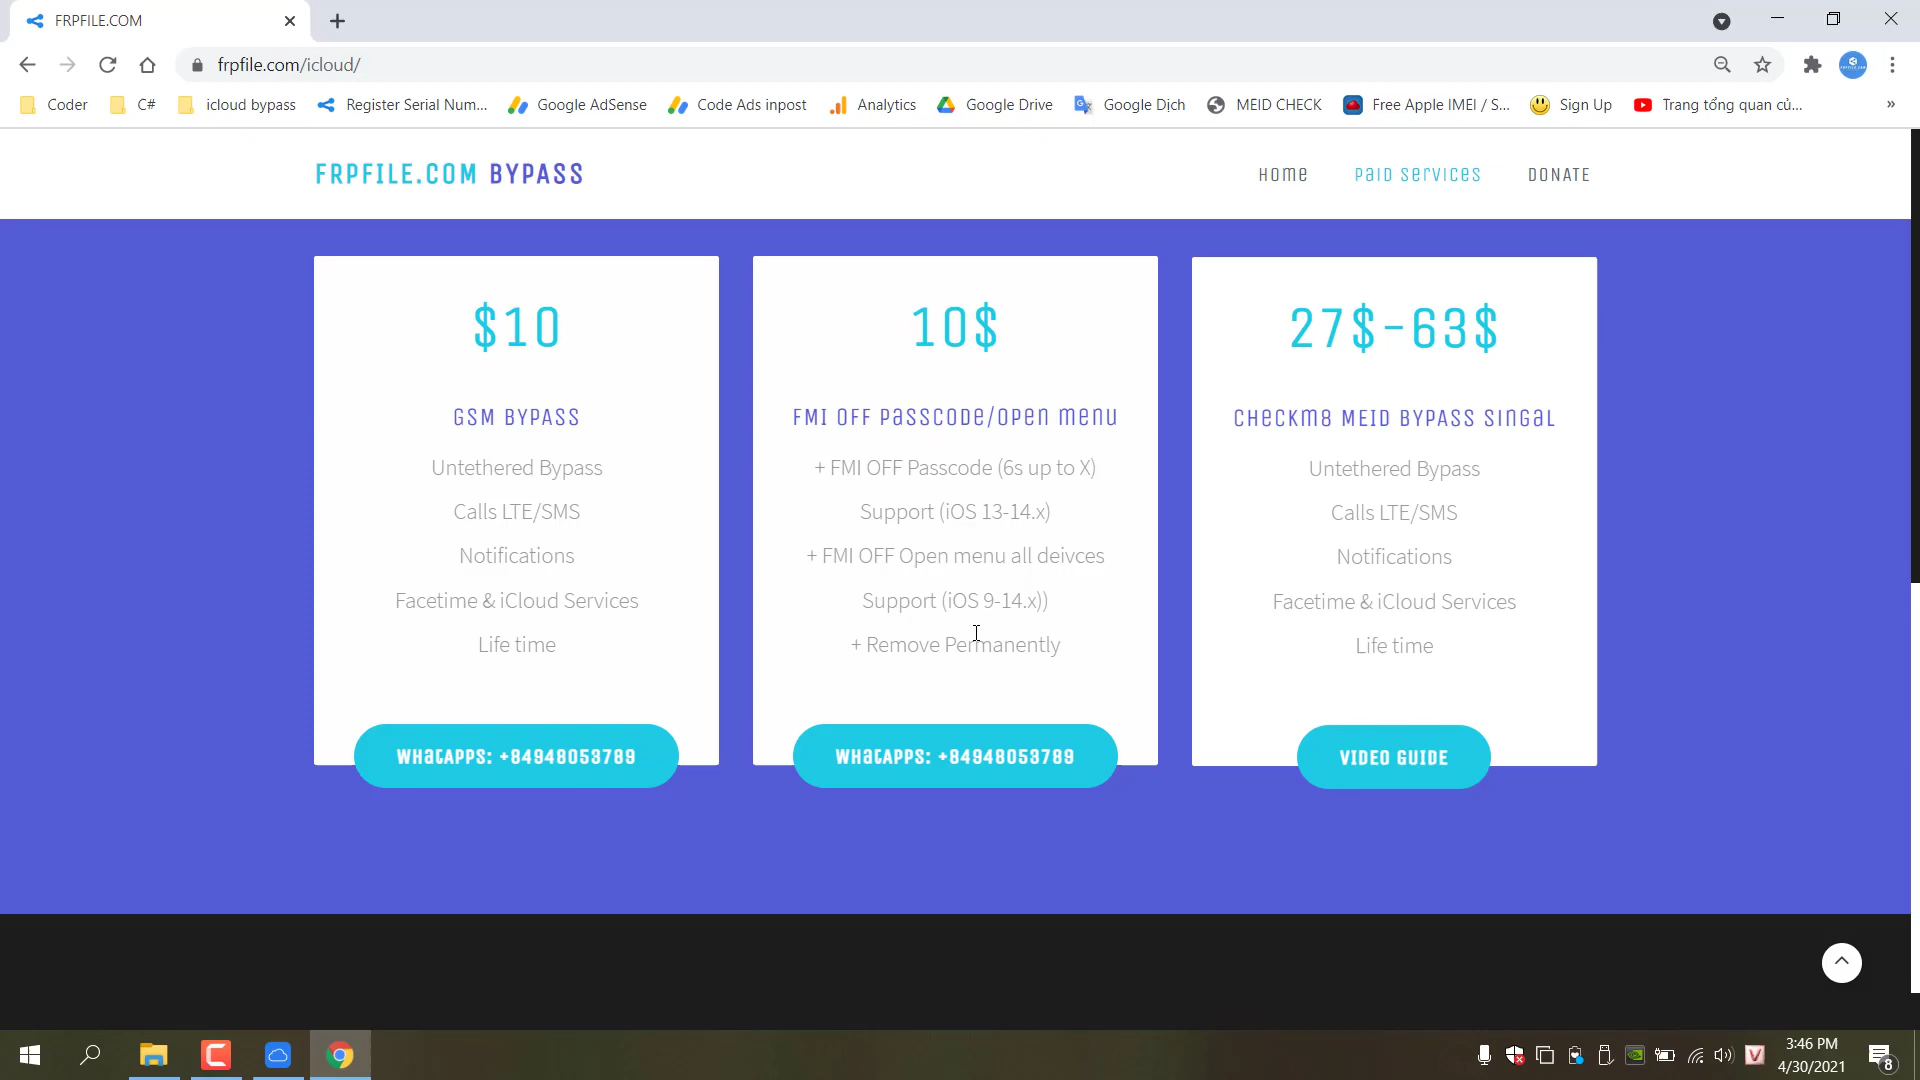 FRPFILE.COM
frpfile.com/icloud/
Coder
C#
icloud bypass
Register Serial Num...
Google AdSense
Code Ads inpost
Analytics
Google Drive
Google Dịch
MEID CHECK
Free Apple IMEI / S...
Sign Up
Trang tổng quan củ...
»
FRPFILE.COM BYPASS
HOME
PAID SERVICES
DONATE
$10
GSM BYPASS
Untethered Bypass
Calls LTE/SMS
Notifications
Facetime & iCloud Services
Life time
WHATAPPS: +84948053789
10$
FMI OFF PASSCODE/OPEN MENU
+ FMI OFF Passcode (6s up to X)
Support (iOS 13-14.x)
+ FMI OFF Open menu all deivces
Support (iOS 9-14.x))
+ Remove Permanently
WHATAPPS: +84948053789
27$-63$
CHECKM8 MEID BYPASS SINGAL
Untethered Bypass
Calls LTE/SMS
Notifications
Facetime & iCloud Services
Life time
VIDEO GUIDE
3:46 PM
4/30/2021
8